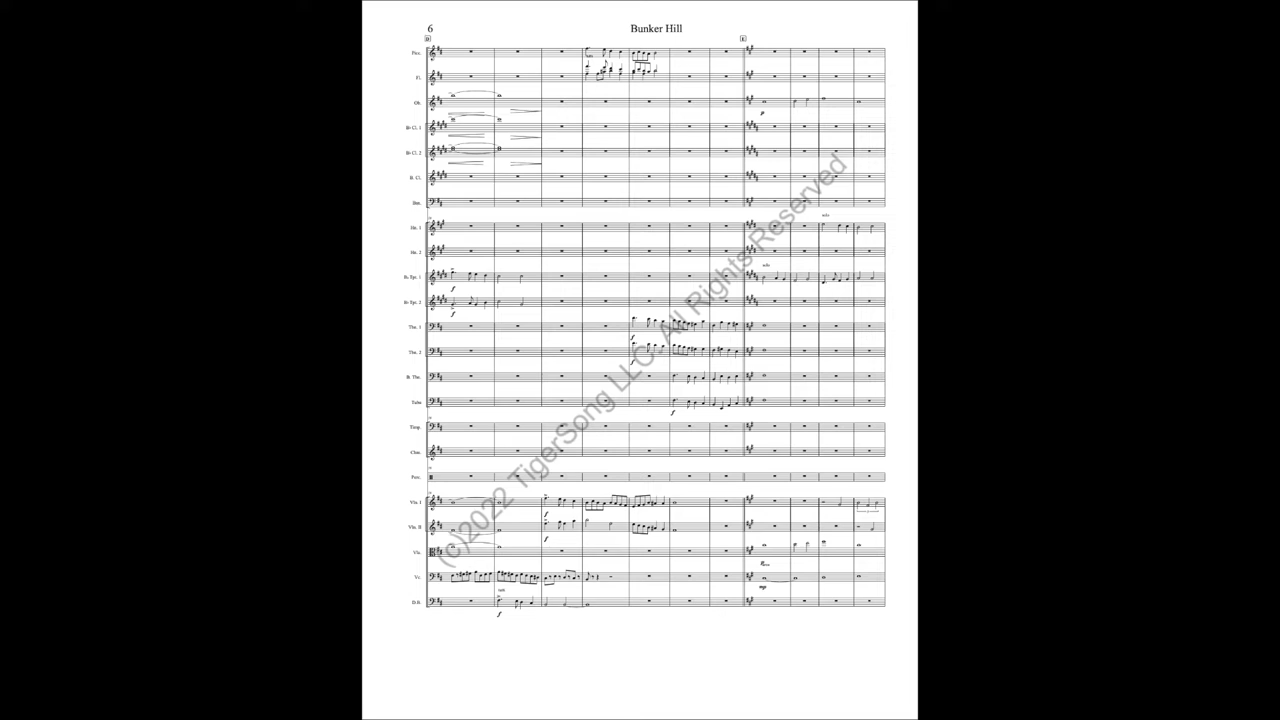 6
Bunker Hill
D
E
Picc.
Fl.
Ob.
B♭ Cl. 1
B♭ Cl. 2
B. Cl.
Bsn.
Hn. 1
Hn. 2
B♭ Tpt. 1
B♭ Tpt. 2
Tbn. 1
Tbn. 2
B. Tbn.
Tuba
Timp.
Perc.
Vln. I
Vln. II
Vla.
Vc.
D.B.
p
solo
solo
f
f
f
f
f
f
f
mp
f
3
(c)2022 TigerSong LLC, All Rights Reserved